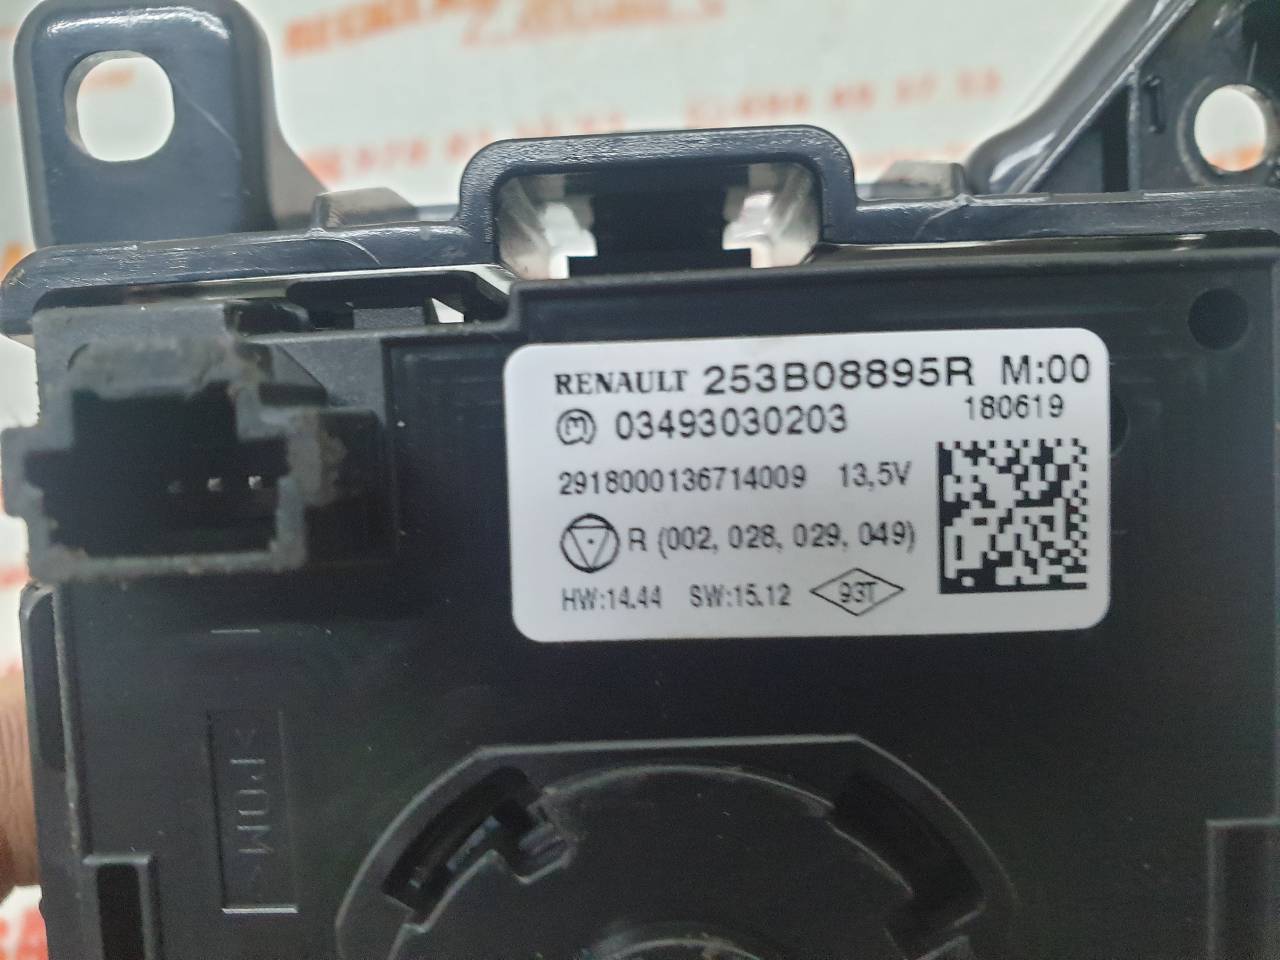 RENAULT 253B08895R M:00
03493030203 180619
2918000136714009 13,5V
R (002, 028, 029, 049)
HW:14.44 SW:15.12 93T
>POM<